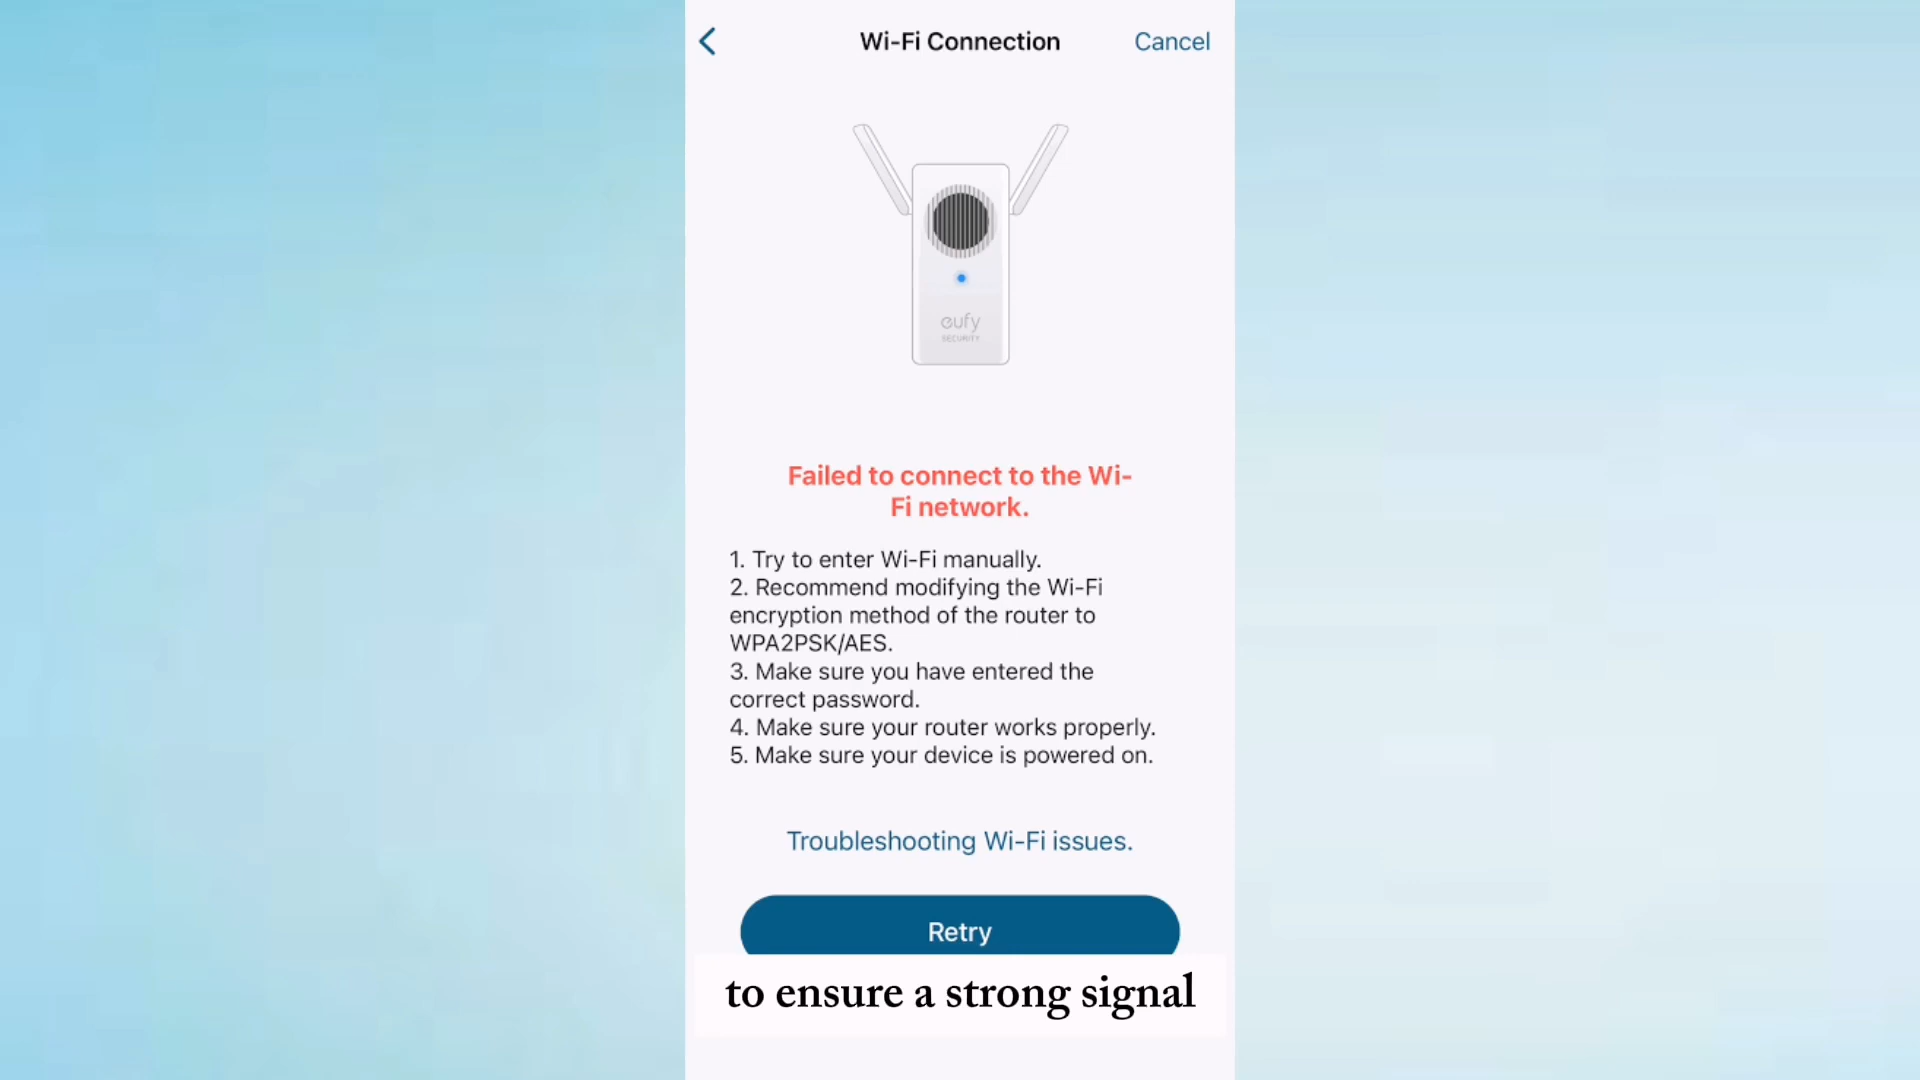 Wi-Fi Connection
Cancel
eufy
SECURITY
Failed to connect to the Wi-
Fi network.
1. Try to enter Wi-Fi manually.
2. Recommend modifying the Wi-Fi
encryption method of the router to
WPA2PSK/AES.
3. Make sure you have entered the
correct password.
4. Make sure your router works properly.
5. Make sure your device is powered on.
Troubleshooting Wi-Fi issues.
Retry
to ensure a strong signal